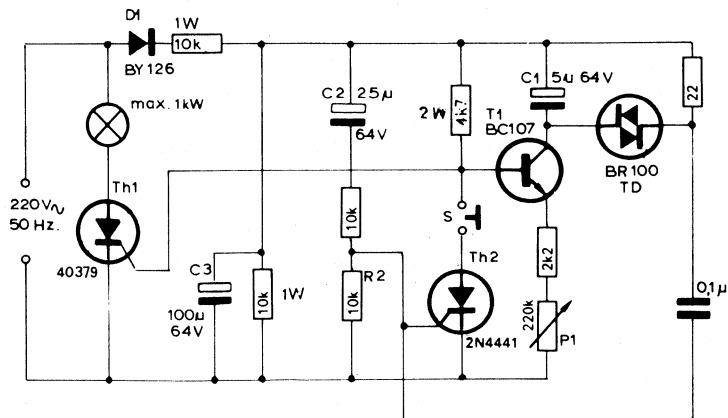 D1
1W
10k
BY126
max. 1kW
C2
25µ
64V
2W
4k7
C1
5u 64V
T1
BC107
22
BR100
TD
220V~
50 Hz.
Th1
40379
10k
S
C3
100µ
64V
10k
1W
10k
R2
Th2
2N4441
2k2
220k
P1
0,1µ